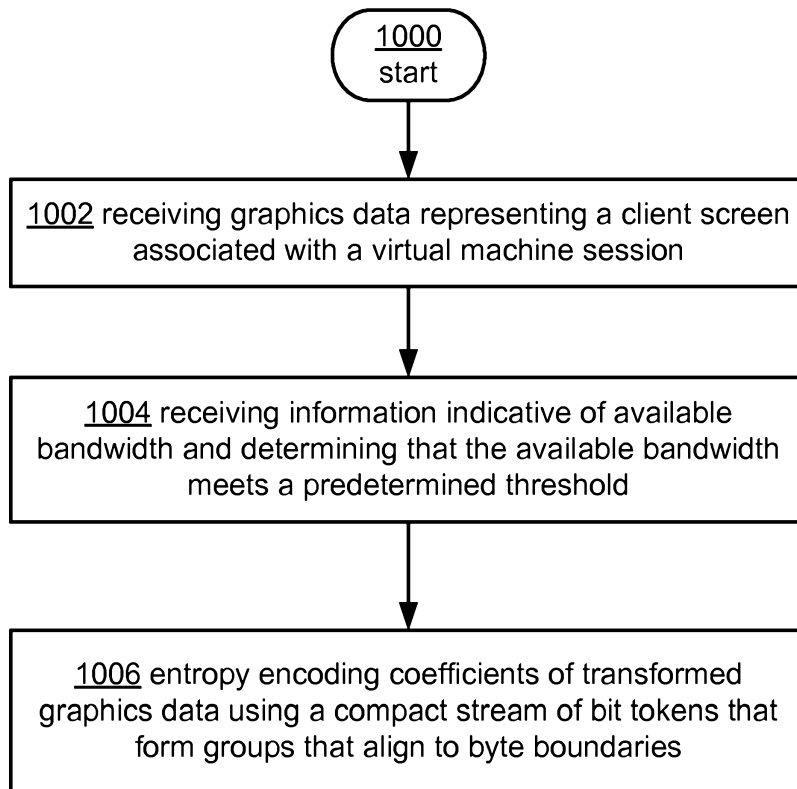 1000
start
1002 receiving graphics data representing a client screen
associated with a virtual machine session
1004 receiving information indicative of available
bandwidth and determining that the available bandwidth
meets a predetermined threshold
1006 entropy encoding coefficients of transformed
graphics data using a compact stream of bit tokens that
form groups that align to byte boundaries